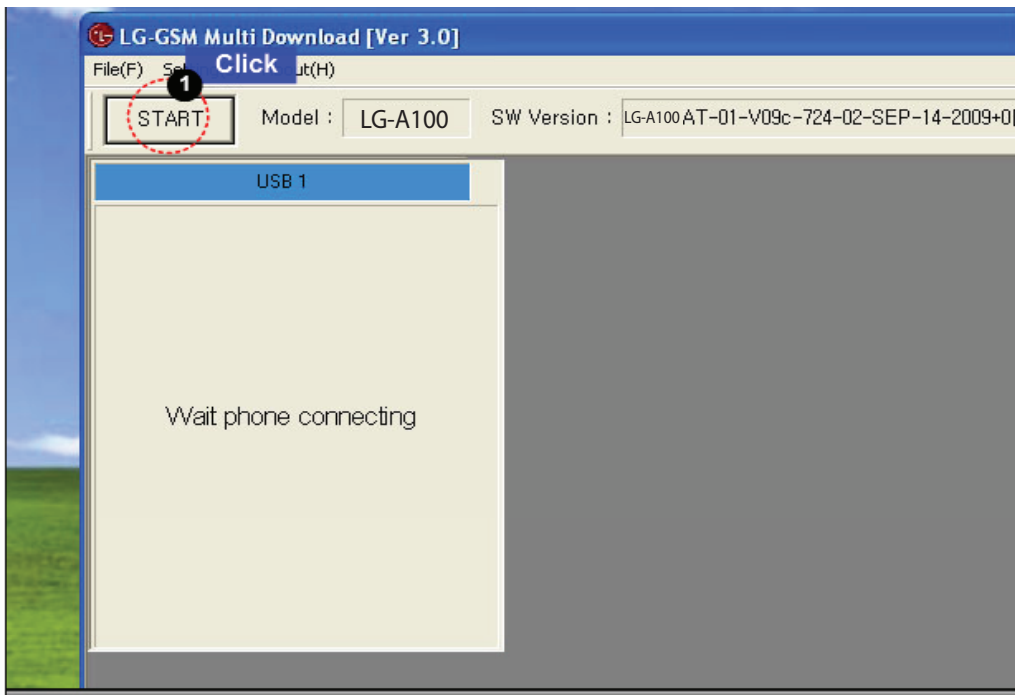 LG-GSM Multi Download [Ver 3.0]
File(F) Click ut(H)
1
START Model : LG-A100 SW Version : LG-A100 AT-01-V09c-724-02-SEP-14-2009+0
USB 1
Wait phone connecting